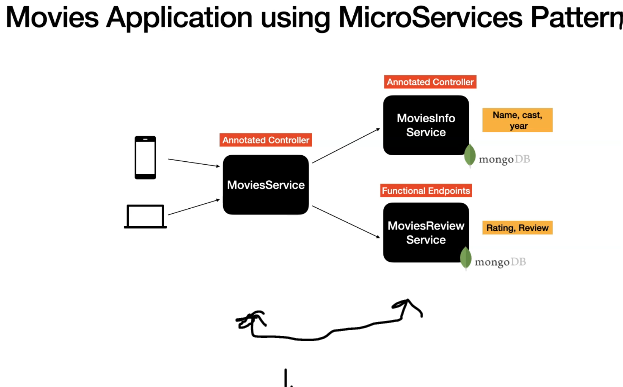 Movies Application using MicroServices Pattern
Annotated Controller
MoviesInfo
Service
Name, cast,
year
mongoDB
Annotated Controller
MoviesService
Functional Endpoints
MoviesReview
Service
Rating, Review
mongoDB